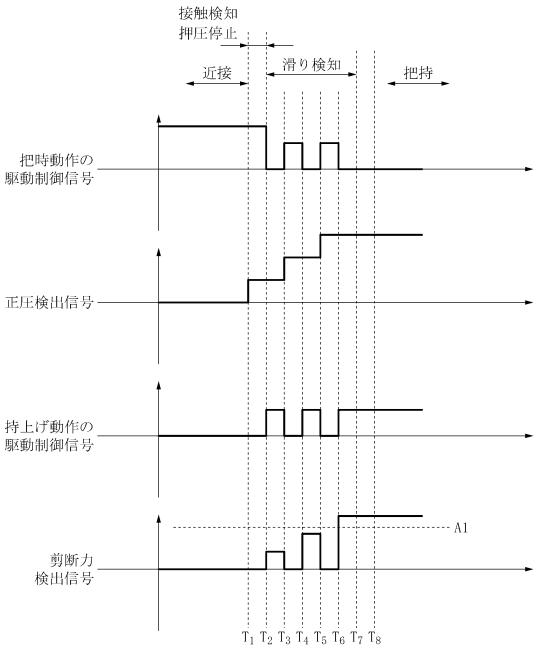 接触検知
押圧停止
滑り検知
近接
把持
把時動作の
駆動制御信号
正圧検出信号
持上げ動作の
駆動制御信号
A1
剪断力
検出信号
T1 T2 T3 T4 T5 T6 T7 T8